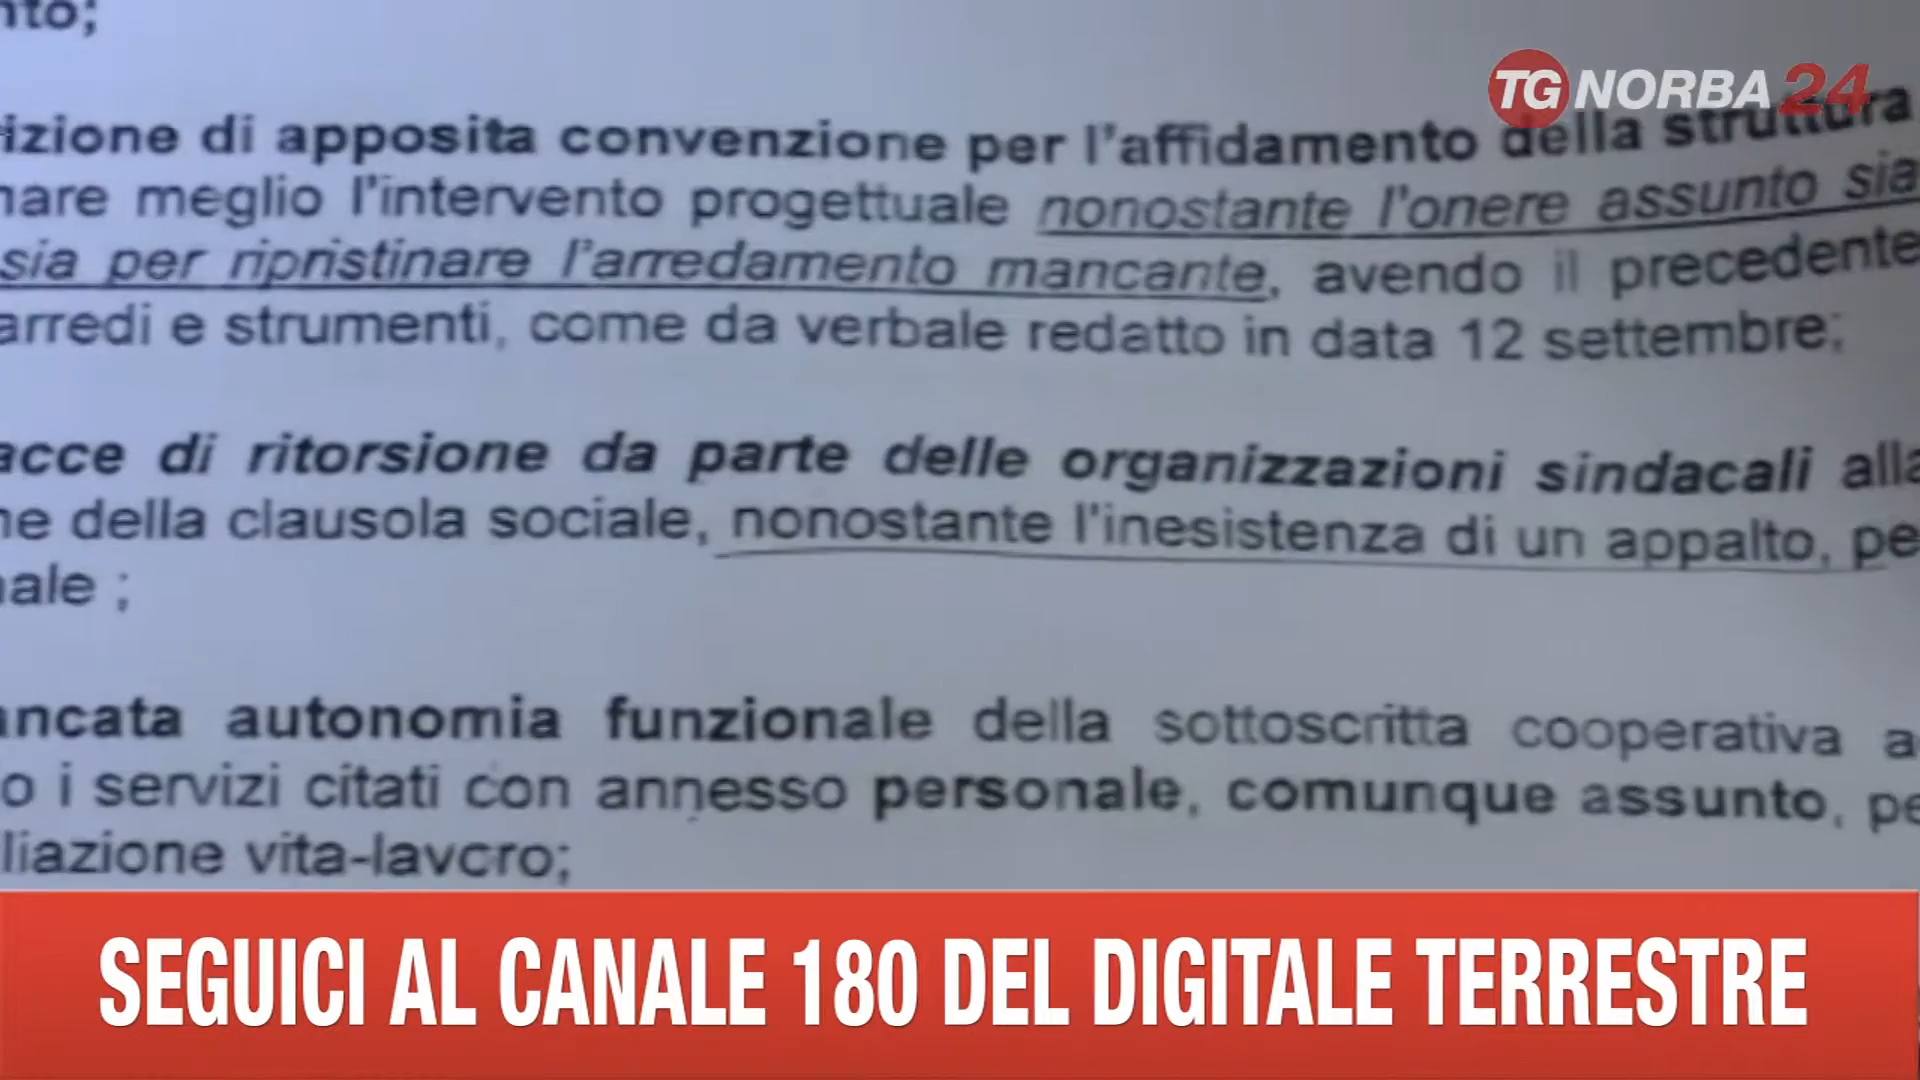 nto;
TG NORBA 24
izione di apposita convenzione per l'affidamento della struttura
nare meglio l'intervento progettuale nonostante l'onere assunto sia
sia per ripristinare l'arredamento mancante, avendo il precedente
arredi e strumenti, come da verbale redatto in data 12 settembre;
acce di ritorsione da parte delle organizzazioni sindacali alla
ne della clausola sociale, nonostante l'inesistenza di un appalto, pe
nale ;
ancata autonomia funzionale della sottoscritta cooperativa a
o i servizi citati con annesso personale, comunque assunto, pe
liazione vita-lavoro;
SEGUICI AL CANALE 180 DEL DIGITALE TERRESTRE